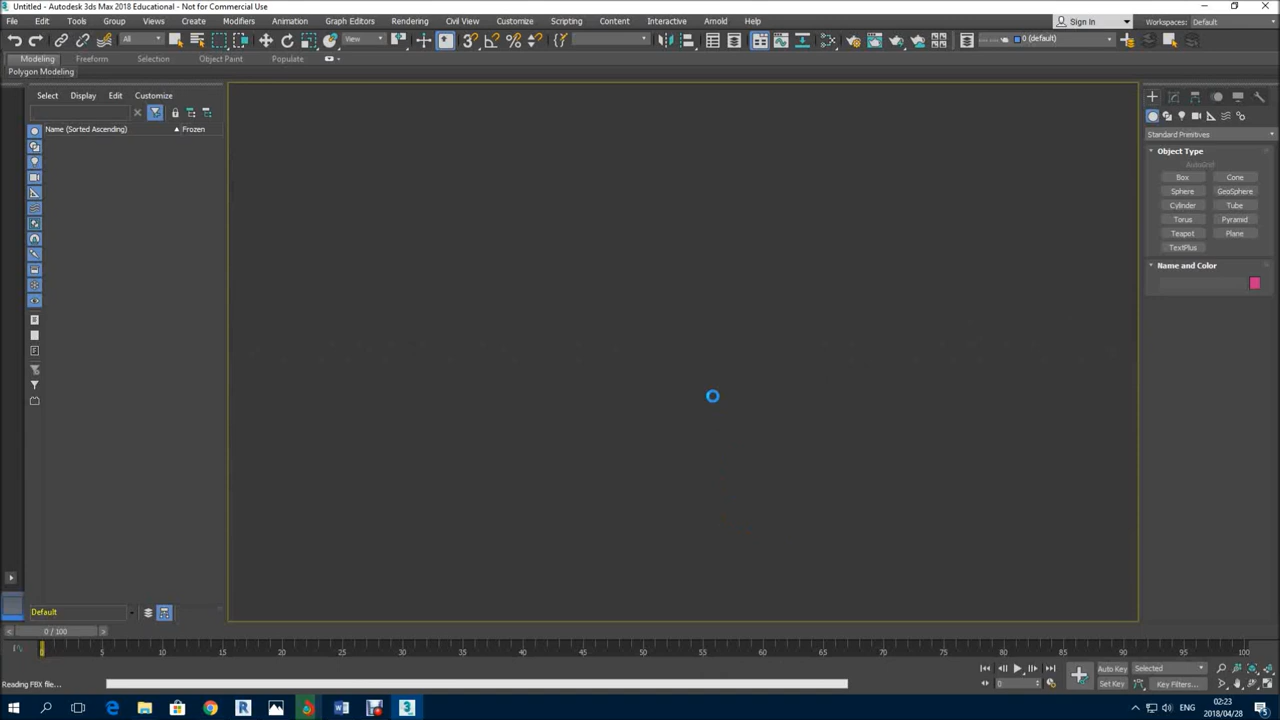 Untitled - Autodesk 3ds Max 2018 Educational - Not for Commercial Use
File Edit Tools Group Views Create Modifiers Animation Graph Editors Rendering Civil View Customize Scripting Content Interactive Arnold Help
Sign In
Workspaces: Default
All
View
0 (default)
Modeling Freeform Selection Object Paint Populate
Polygon Modeling
Select Display Edit Customize
Name (Sorted Ascending) Frozen
Standard Primitives
Object Type
AutoGrid
Box Cone
Sphere GeoSphere
Cylinder Tube
Torus Pyramid
Teapot Plane
TextPlus
Name and Color
Default
0 / 100
0 5 10 15 20 25 30 35 40 45 50 55 60 65 70 75 80 85 90 95 100
Auto Key Selected
Set Key Key Filters...
0
Reading FBX file...
ENG
02:23
2018/04/28